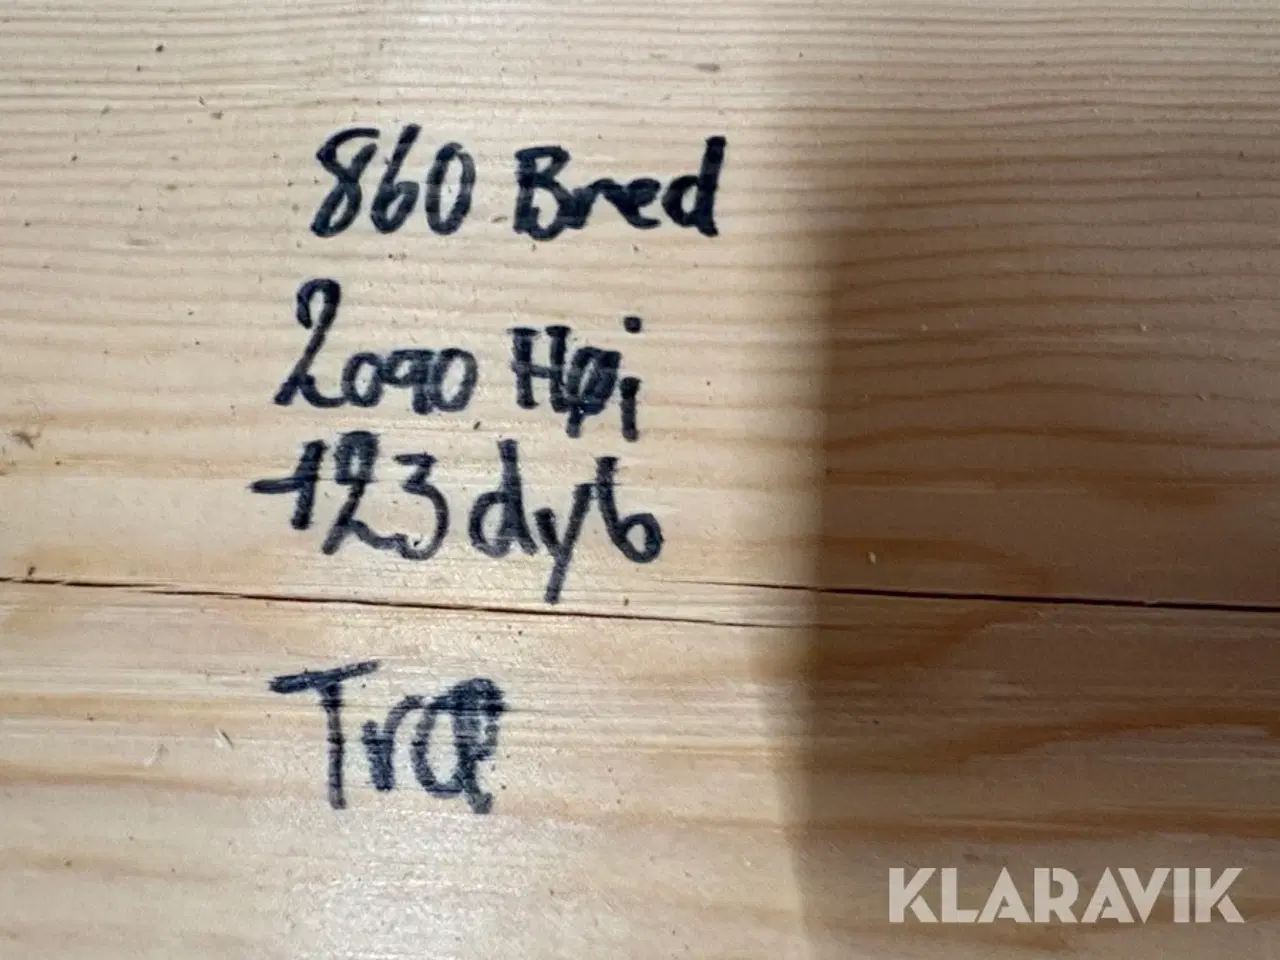 860 Bred
2090 Høj
123 dyb
Træ
KLARAVIK